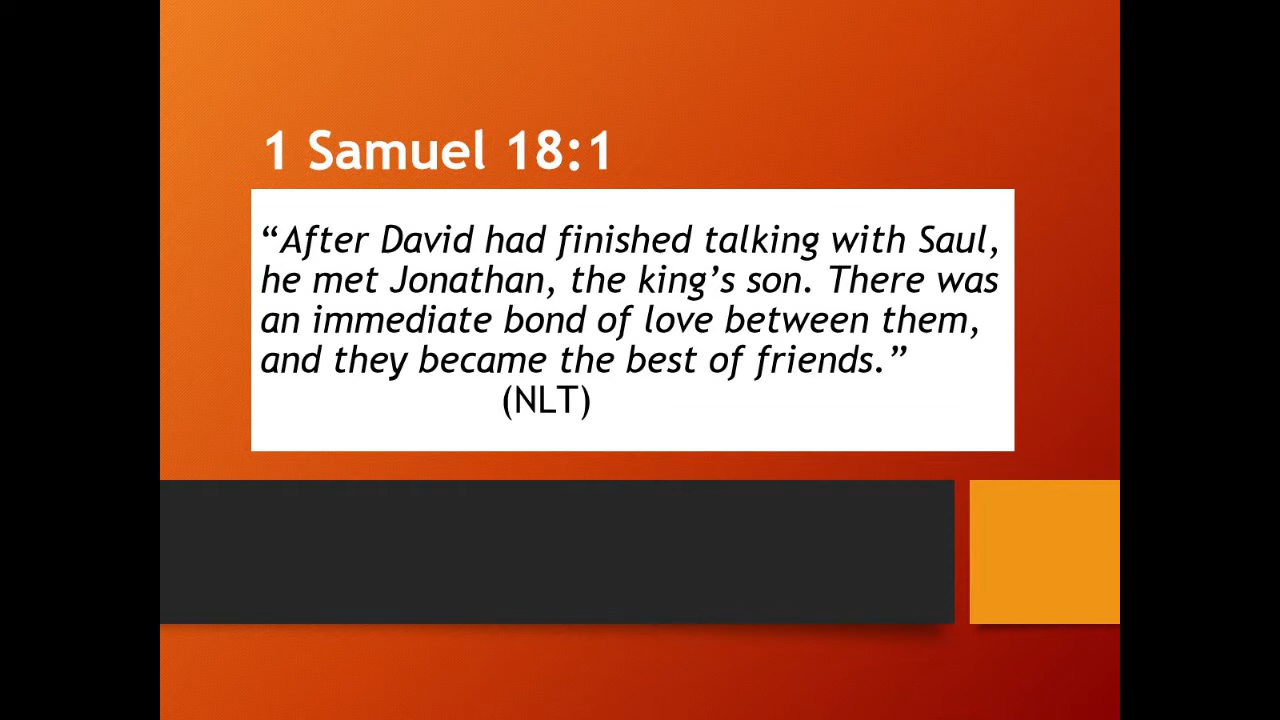 1 Samuel 18:1
“After David had finished talking with Saul,
he met Jonathan, the king’s son. There was
an immediate bond of love between them,
and they became the best of friends.”
(NLT)